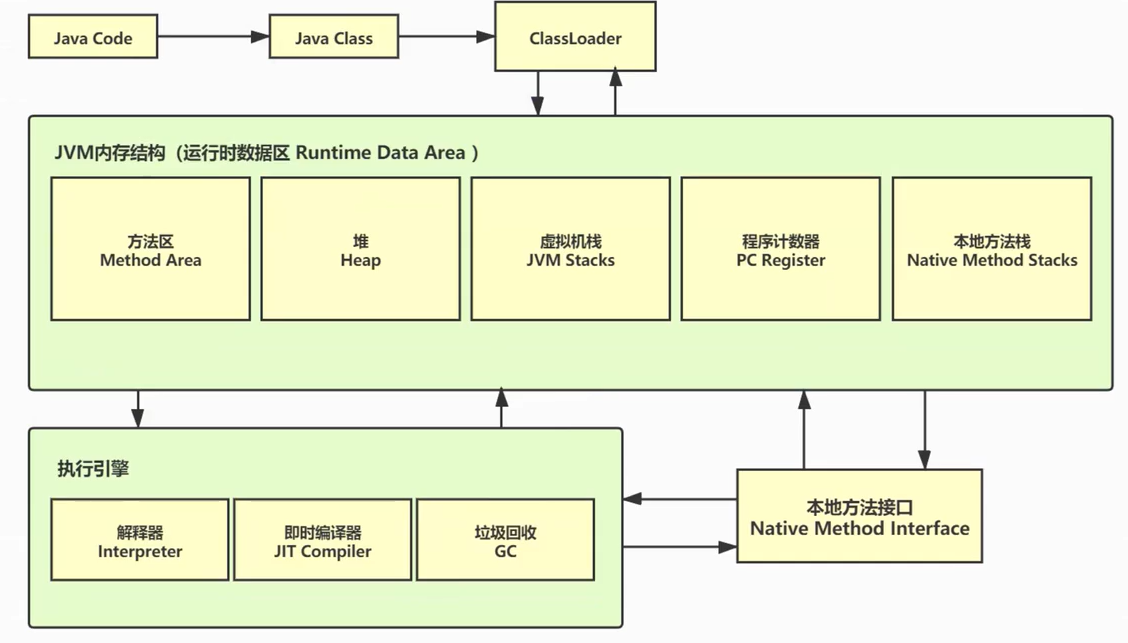 Java Code
Java Class
ClassLoader
JVM内存结构（运行时数据区 Runtime Data Area ）
方法区
Method Area
堆
Heap
虚拟机栈
JVM Stacks
程序计数器
PC Register
本地方法栈
Native Method Stacks
执行引擎
解释器
Interpreter
即时编译器
JIT Compiler
垃圾回收
GC
本地方法接口
Native Method Interface